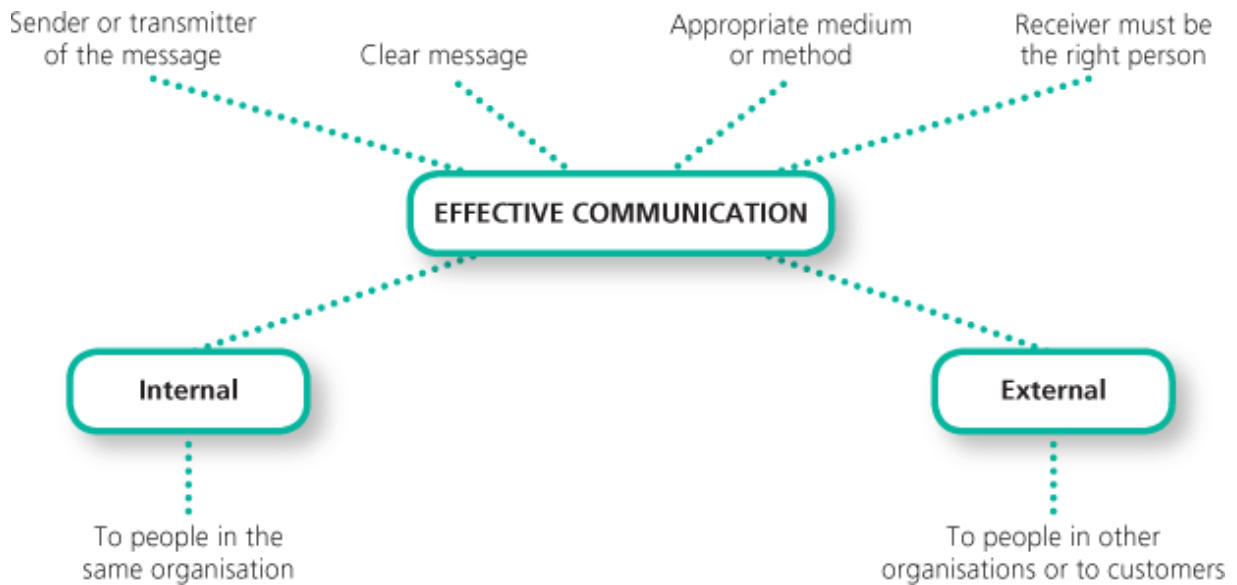 Sender or transmitter
of the message
Clear message
Appropriate medium
or method
Receiver must be
the right person
EFFECTIVE COMMUNICATION
Internal
External
To people in the
same organisation
To people in other
organisations or to customers